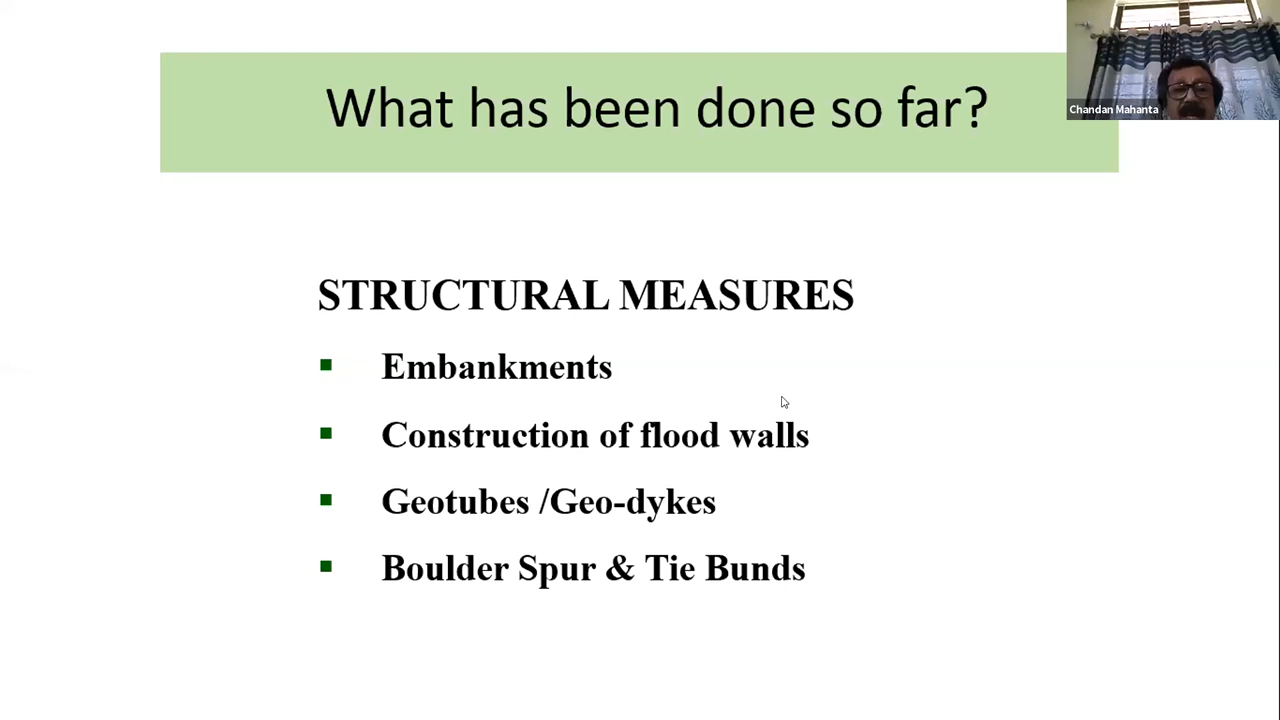 What has been done so far?
Chandan Mahanta
STRUCTURAL MEASURES
▪ Embankments
▪ Construction of flood walls
▪ Geotubes /Geo-dykes
▪ Boulder Spur & Tie Bunds